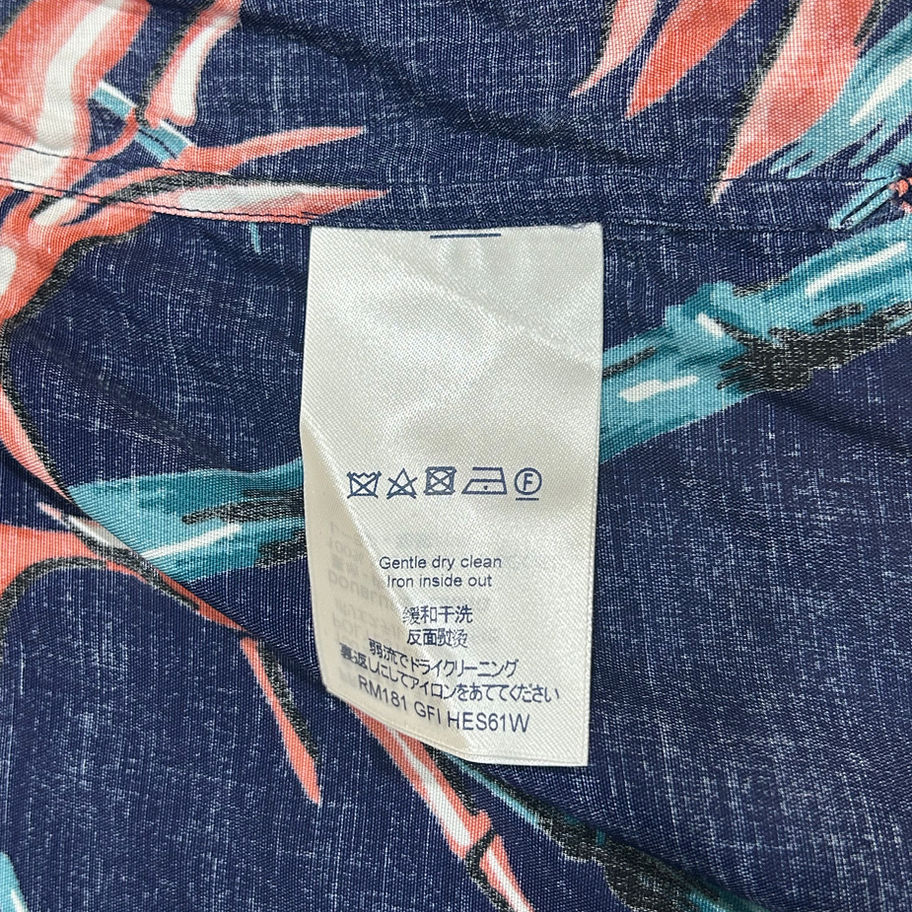 F
Gentle dry clean
Iron inside out
缓和干洗
反面熨烫
弱流でドライクリーニング
裏返しにしてアイロンをあててください
RM181 GFI HES61W